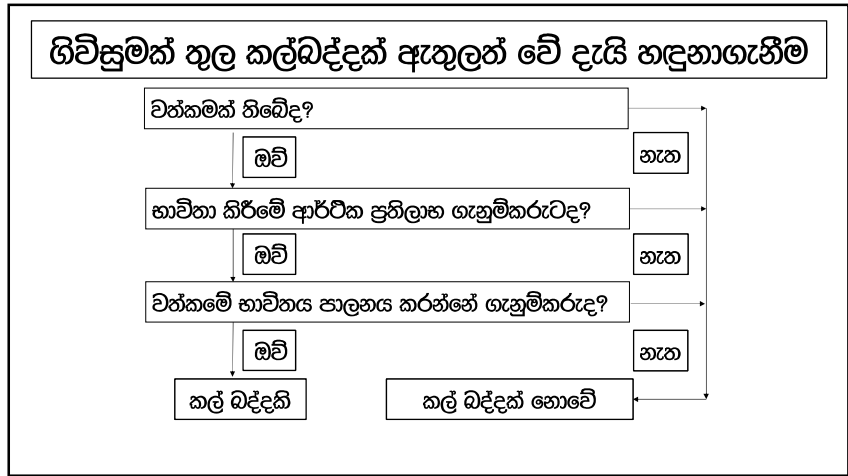 ගිවිසුමක් තුල කල්බද්දක් ඇතුලත් වේ දැයි හඳුනාගැනීම
වත්කමක් තිබේද?
ඔව්
නැත
භාවිතා කිරීමේ ආර්ථික ප්‍රතිලාභ ගැනුම්කරුටද?
ඔව්
නැත
වත්කමේ භාවිතය පාලනය කරන්නේ ගැනුම්කරුද?
ඔව්
නැත
කල් බද්දකි
කල් බද්දක් නොවේ